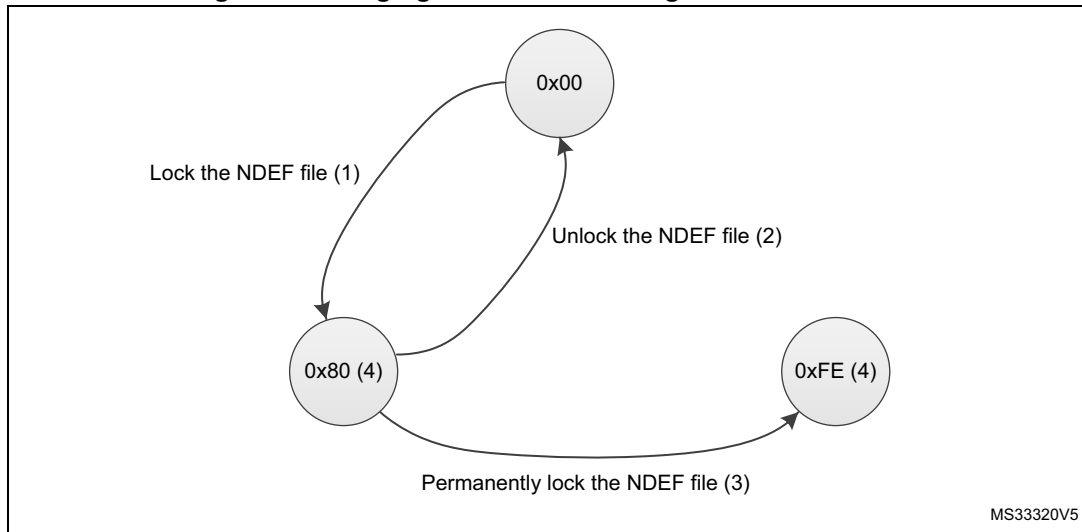 0x00
Lock the NDEF file (1)
Unlock the NDEF file (2)
0x80 (4)
0xFE (4)
Permanently lock the NDEF file (3)
MS33320V5